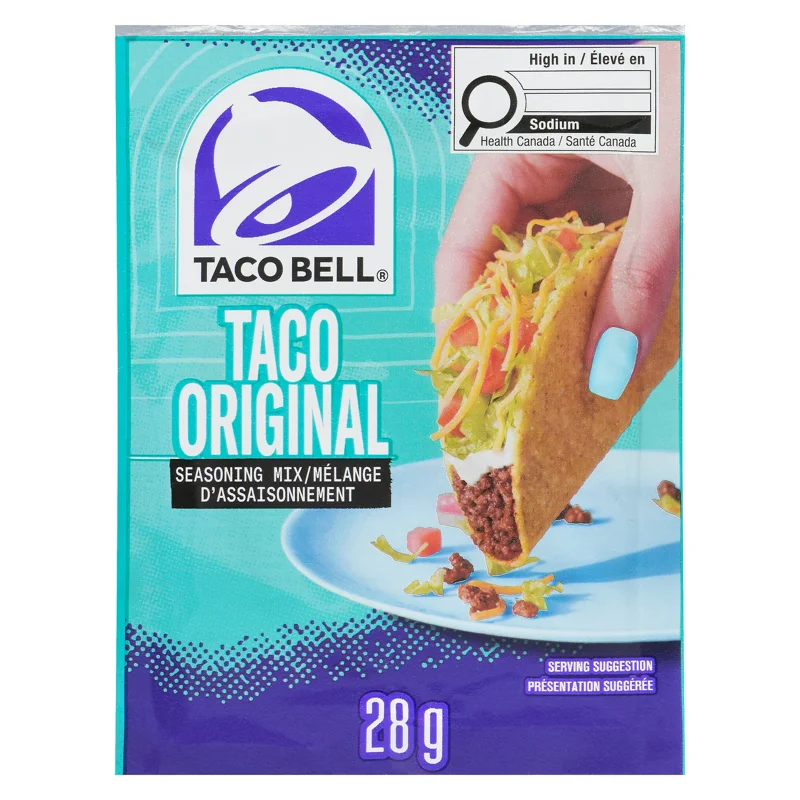 High in / Élevé en
Sodium
Health Canada / Santé Canada
TACO BELL®
TACO
ORIGINAL
SEASONING MIX/MÉLANGE
D'ASSAISONNEMENT
SERVING SUGGESTION
PRÉSENTATION SUGGÉRÉE
28 g